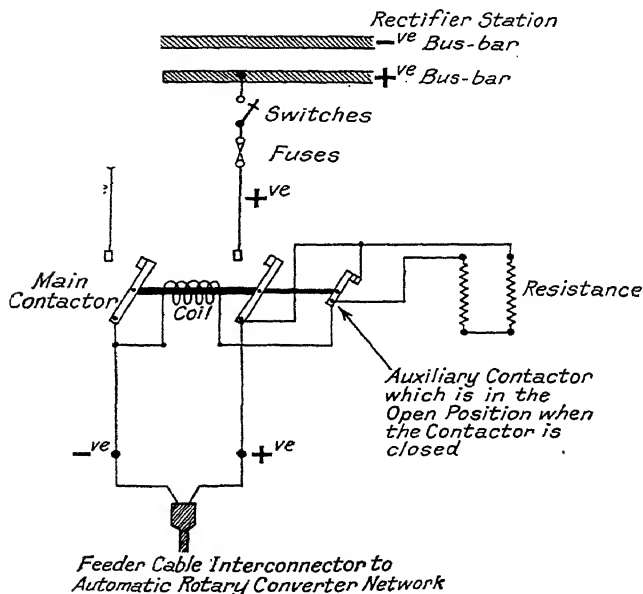 Rectifier Station
−ve Bus-bar
+ve Bus-bar
Switches
Fuses
+ve
Main
Contactor
Coil
Resistance
Auxiliary Contactor
which is in the
Open Position when
the Contactor is
closed
−ve
+ve
Feeder Cable Interconnector to
Automatic Rotary Converter Network